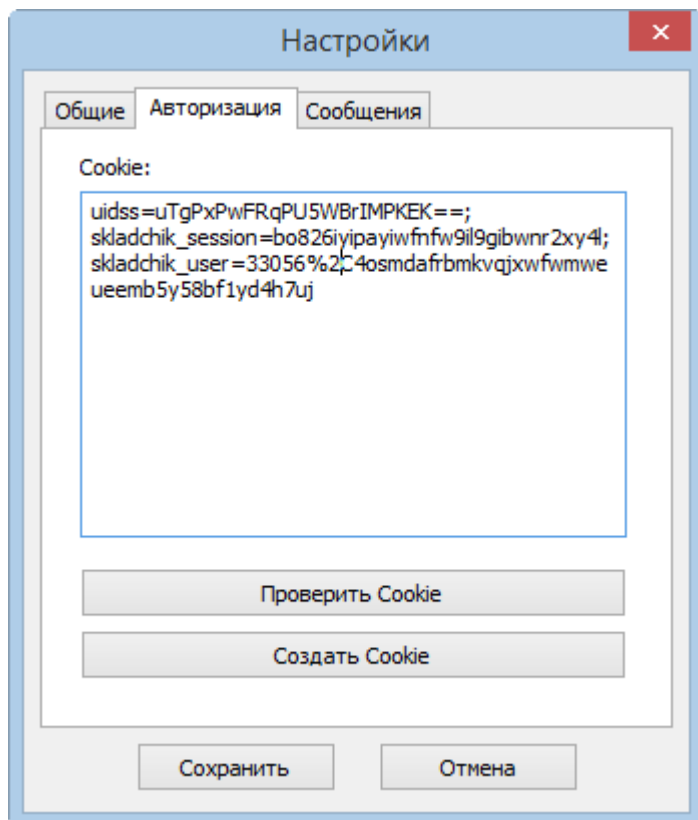 Настройки
Общие
Авторизация
Сообщения
Cookie:
uidss=uTgPxPwFRqPU5WBrIMPKEK==;
skladchik_session=bo826iyipayiwfnfw9il9gibwnr2xy4l;
skladchik_user=33056%2C4osmdafrbmkvqjxwfwmwe
ueemb5y58bf1yd4h7uj
Проверить Cookie
Создать Cookie
Сохранить
Отмена